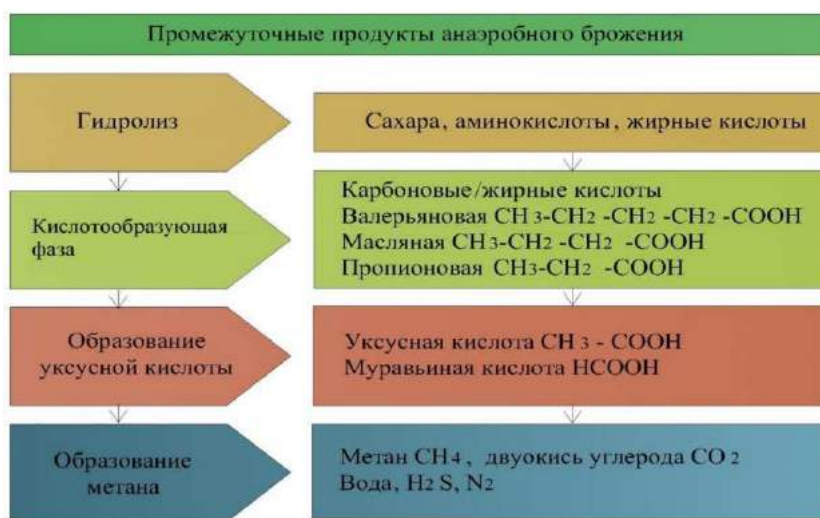 Промежуточные продукты анаэробного брожения
Гидролиз
Сахара, аминокислоты, жирные кислоты
Кислотообразующая
фаза
Карбоновые/жирные кислоты
Валерьяновая CH 3-CH2 -CH2 -CH2 -COOH
Масляная CH3-CH2 -CH2 -COOH
Пропионовая CH3-CH2 -COOH
Образование
уксусной кислоты
Уксусная кислота CH 3 - COOH
Муравьиная кислота HCOOH
Образование
метана
Метан CH4 , двуокись углерода CO 2
Вода, H2 S, N2